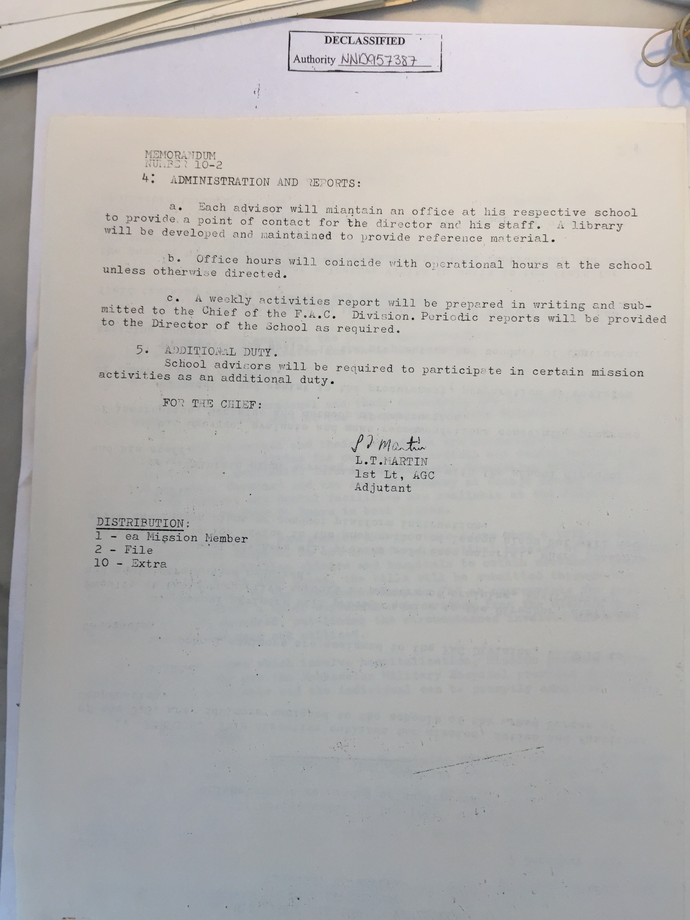 DECLASSIFIED
Authority NND957387
MEMORANDUM
NUMBER 10-2
4: ADMINISTRATION AND REPORTS:
a. Each advisor will miantain an office at his respective school
to provide a point of contact for the director and his staff. A library
will be developed and maintained to provide reference material.
b. Office hours will coincide with operational hours at the school
unless otherwise directed.
c. A weekly activities report will be prepared in writing and sub-
mitted to the Chief of the F.A.C. Division. Periodic reports will be provided
to the Director of the School as required.
5. ADDITIONAL DUTY.
School advisors will be required to participate in certain mission
activities as an additional duty.
FOR THE CHIEF:
L T Martin
L.T.MARTIN
1st Lt, AGC
Adjutant
DISTRIBUTION:
1 - ea Mission Member
2 - File
10 - Extra